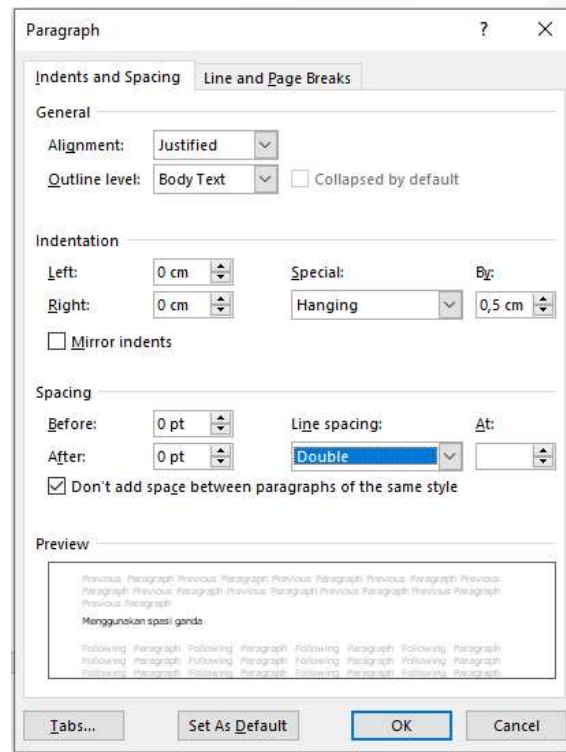 Paragraph ? ×
Indents and Spacing Line and Page Breaks
General
Alignment: Justified
Outline level: Body Text Collapsed by default
Indentation
Left: 0 cm Special: By:
Right: 0 cm Hanging 0,5 cm
Mirror indents
Spacing
Before: 0 pt Line spacing: At:
After: 0 pt Double
Don't add space between paragraphs of the same style
Preview
Previous Paragraph Previous Paragraph Previous Paragraph Previous Paragraph Previous
Paragraph Previous Paragraph Previous Paragraph Previous Paragraph Previous Paragraph
Previous Paragraph
Menggunakan spasi ganda
Following Paragraph Following Paragraph Following Paragraph Following Paragraph
Following Paragraph Following Paragraph Following Paragraph Following Paragraph
Following Paragraph Following Paragraph Following Paragraph Following Paragraph
Tabs... Set As Default OK Cancel